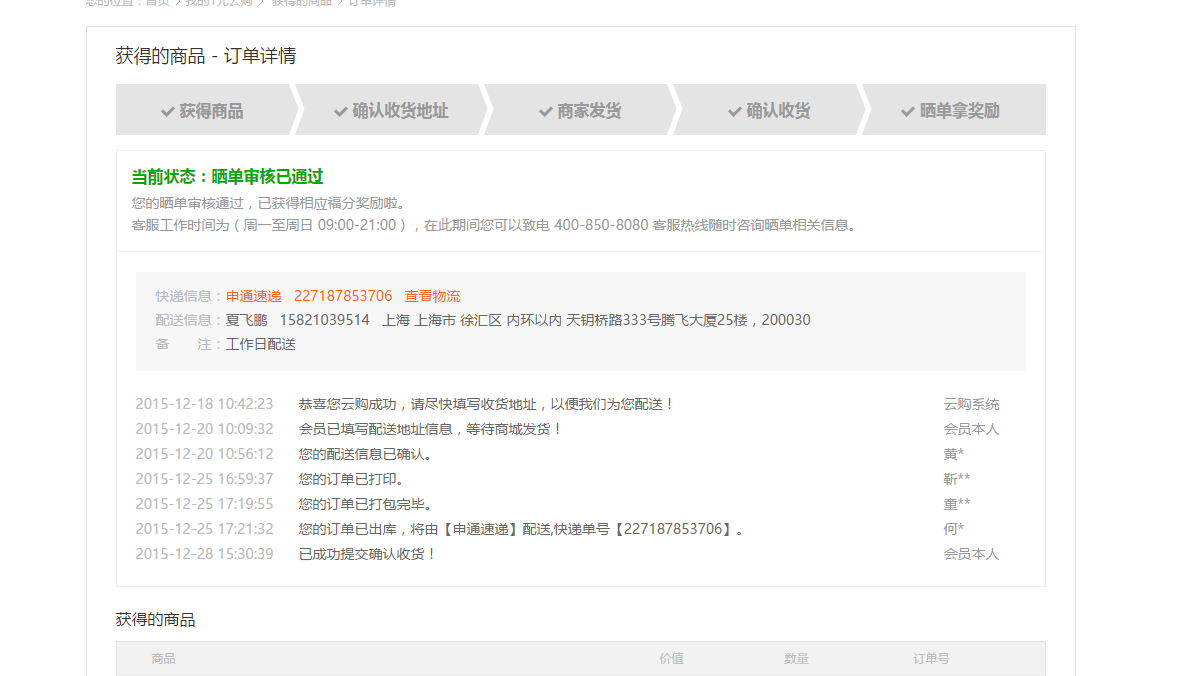 您的位置：首页 > 我的1元云购 > 获得的商品 > 订单详情
获得的商品 - 订单详情
✔获得商品 ✔确认收货地址 ✔商家发货 ✔确认收货 ✔晒单拿奖励
当前状态：晒单审核已通过
您的晒单审核通过，已获得相应福分奖励啦。
客服工作时间为（周一至周日 09:00-21:00），在此期间您可以致电 400-850-8080 客服热线随时咨询晒单相关信息。
快递信息：申通速递 227187853706 查看物流
配送信息：夏飞鹏 15821039514 上海 上海市 徐汇区 内环以内 天钥桥路333号腾飞大厦25楼，200030
备 注：工作日配送
2015-12-18 10:42:23 恭喜您云购成功，请尽快填写收货地址，以便我们为您配送！ 云购系统
2015-12-20 10:09:32 会员已填写配送地址信息，等待商城发货！ 会员本人
2015-12-20 10:56:12 您的配送信息已确认。 黄*
2015-12-25 16:59:37 您的订单已打印。 靳**
2015-12-25 17:19:55 您的订单已打包完毕。 童**
2015-12-25 17:21:32 您的订单已出库，将由【申通速递】配送,快递单号【227187853706】。 何*
2015-12-28 15:30:39 已成功提交确认收货！ 会员本人
获得的商品
商品 价值 数量 订单号